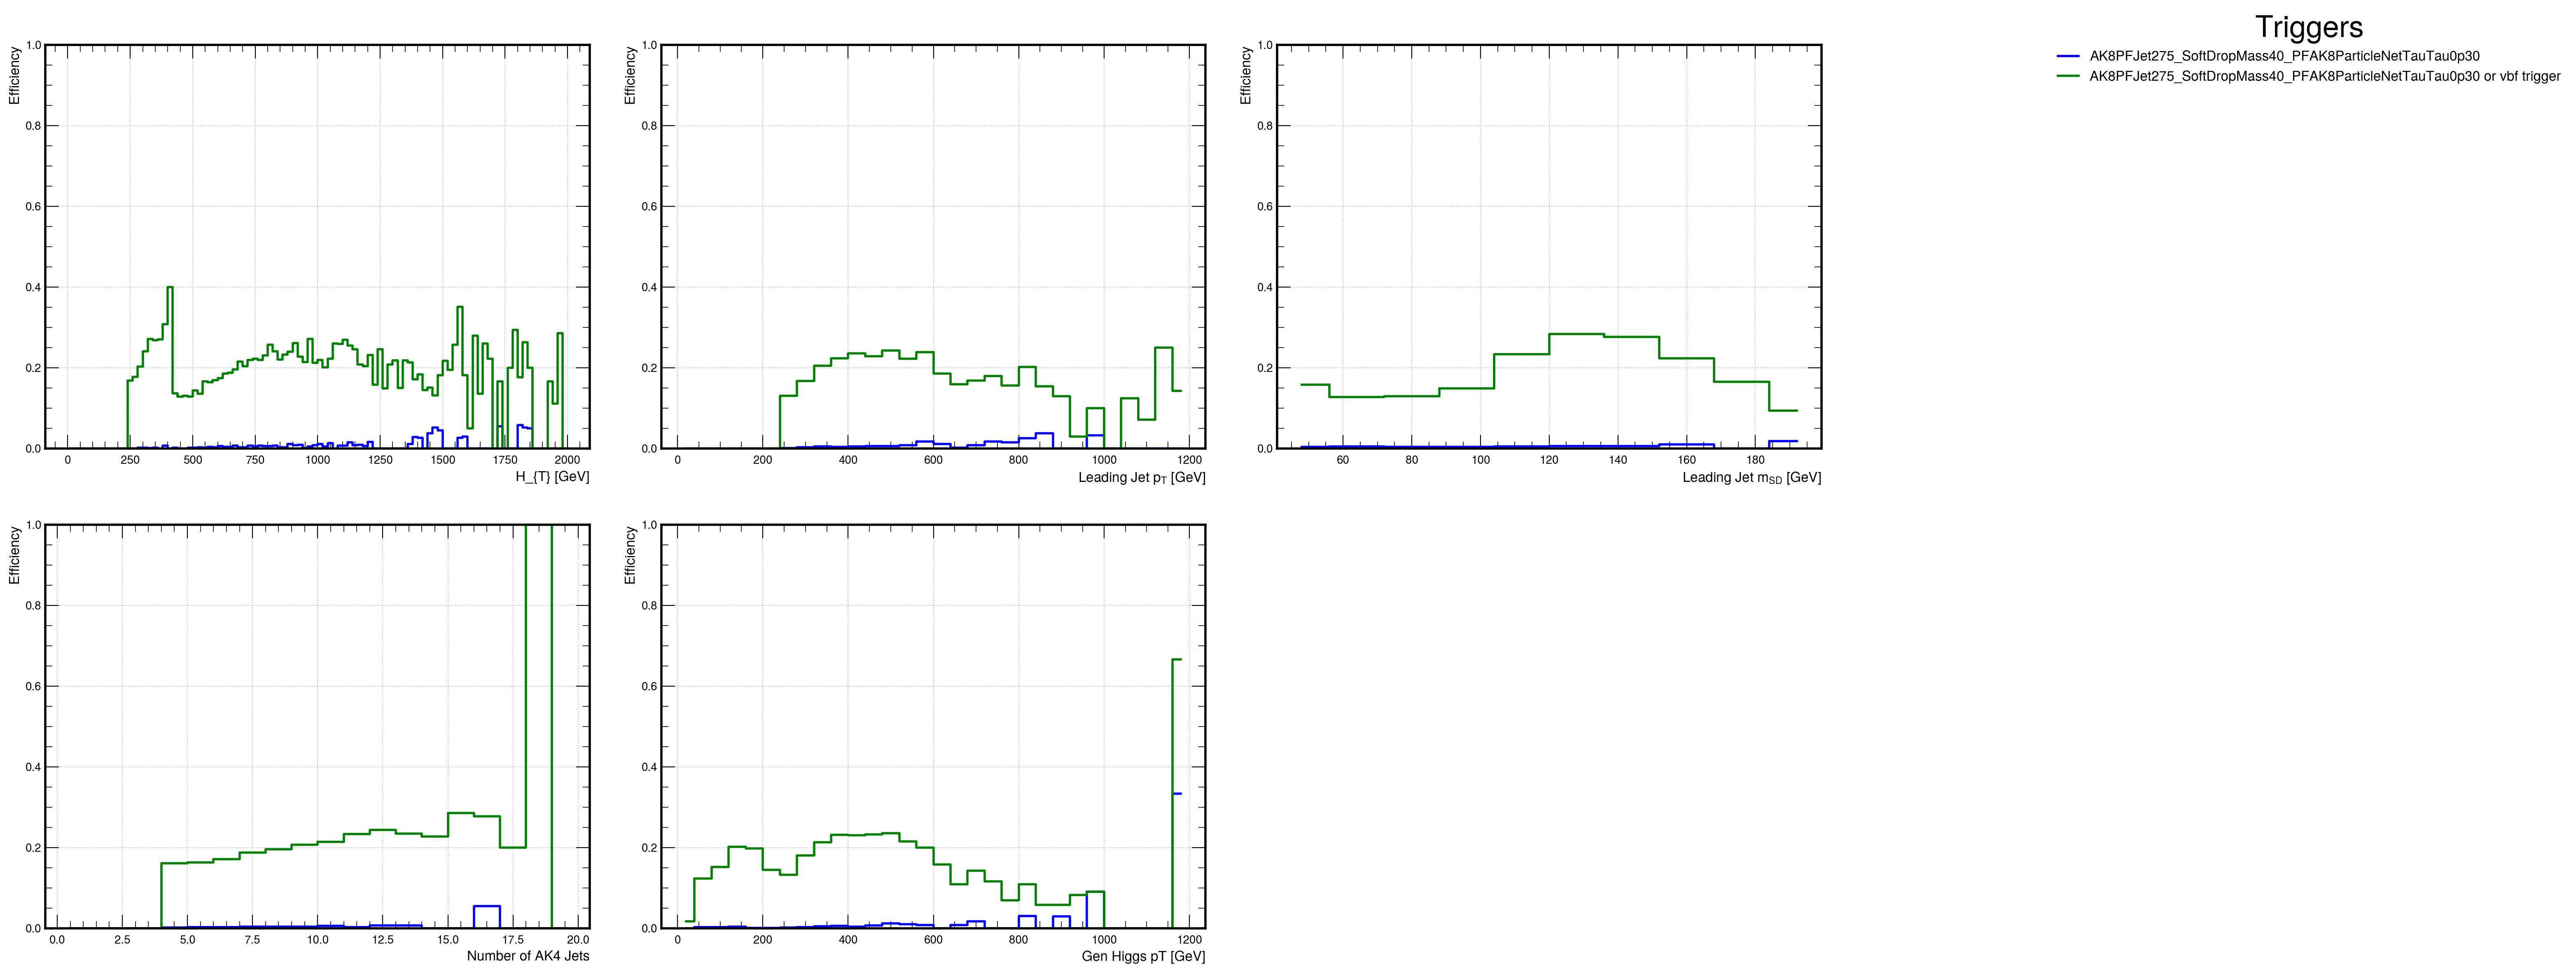 Triggers
AK8PFJet275_SoftDropMass40_PFAK8ParticleNetTauTau0p30
AK8PFJet275_SoftDropMass40_PFAK8ParticleNetTauTau0p30 or vbf trigger
Efficiency
1.0
0.8
0.6
0.4
0.2
0.0
0 250 500 750 1000 1250 1500 1750 2000
H_{T} [GeV]
Efficiency
1.0
0.8
0.6
0.4
0.2
0.0
0 200 400 600 800 1000 1200
Leading Jet pT [GeV]
Efficiency
1.0
0.8
0.6
0.4
0.2
0.0
60 80 100 120 140 160 180
Leading Jet mSD [GeV]
Efficiency
1.0
0.8
0.6
0.4
0.2
0.0
0.0 2.5 5.0 7.5 10.0 12.5 15.0 17.5 20.0
Number of AK4 Jets
Efficiency
1.0
0.8
0.6
0.4
0.2
0.0
0 200 400 600 800 1000 1200
Gen Higgs pT [GeV]